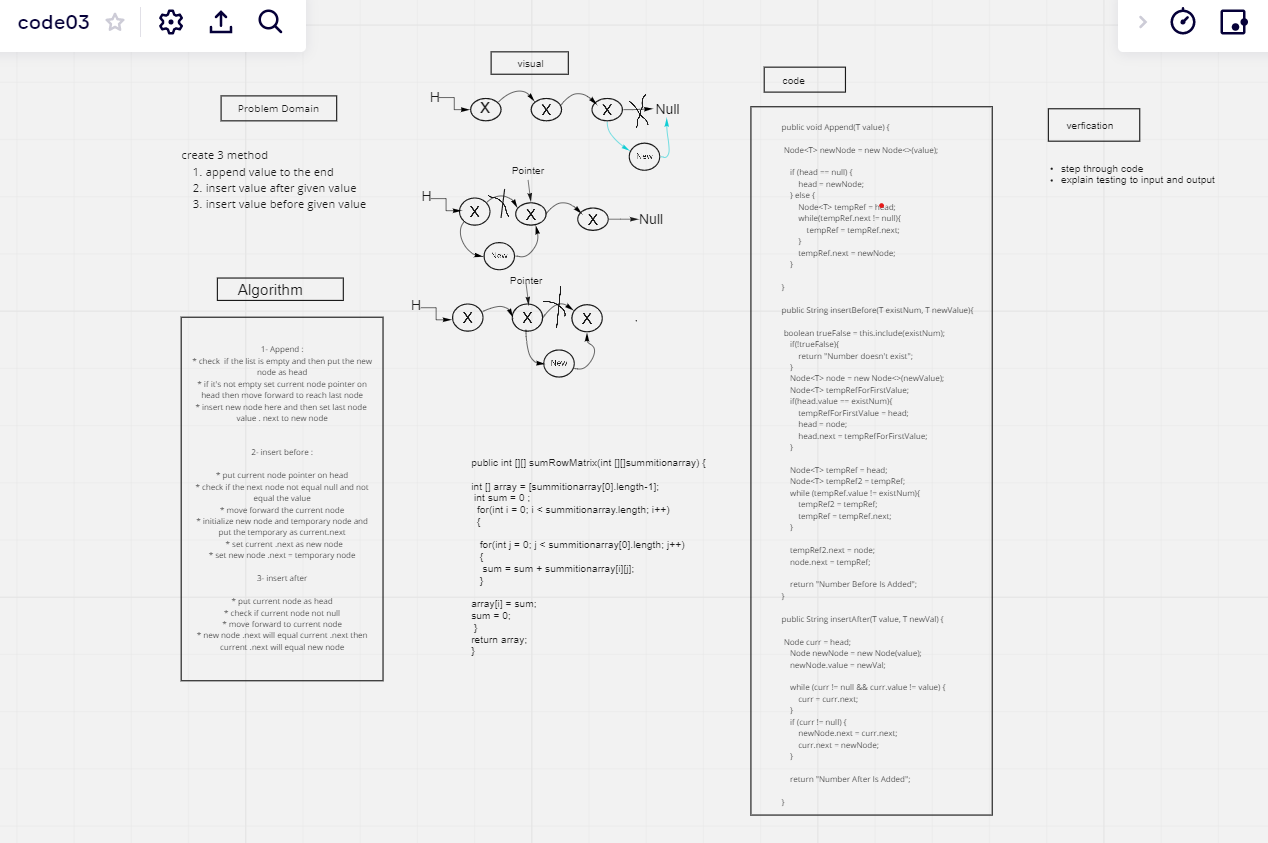 code03
Problem Domain
create 3 method
1. append value to the end
2. insert value after given value
3. insert value before given value
Algorithm
1- Append :
* check if the list is empty and then put the new
node as head
* if it's not empty set current node pointer on
head then move forward to reach last node
* insert new node here and then set last node
value . next to new node
2- insert before :
* put current node pointer on head
* check if the next node not equal null and not
equal the value
* move forward the current node
* initialize new node and temporary node and
put the temporary as current.next
* set current .next as new node
* set new node .next = temporary node
3- insert after
* put current node as head
* check if current node not null
* move forward to current node
* new node .next will equal current .next then
current .next will equal new node
visual
H
X
X
X
Null
New
Pointer
H
X
X
X
Null
New
Pointer
H
X
X
X
New
public int [][] sumRowMatrix(int [][]summitionarray) {
int [] array = [summitionarray[0].length-1];
int sum = 0 ;
for(int i = 0; i < summitionarray.length; i++)
{
for(int j = 0; j < summitionarray[0].length; j++)
{
sum = sum + summitionarray[i][j];
}
array[i] = sum;
sum = 0;
}
return array;
}
code
public void Append(T value) {
Node<T> newNode = new Node<>(value);
if (head == null) {
head = newNode;
} else {
Node<T> tempRef = head;
while(tempRef.next != null){
tempRef = tempRef.next;
}
tempRef.next = newNode;
}
}
public String insertBefore(T existNum, T newValue){
boolean trueFalse = this.include(existNum);
if(!trueFalse){
return "Number doesn't exist";
}
Node<T> node = new Node<>(newValue);
Node<T> tempRefForFirstValue;
if(head.value == existNum){
tempRefForFirstValue = head;
head = node;
head.next = tempRefForFirstValue;
}
Node<T> tempRef = head;
Node<T> tempRef2 = tempRef;
while (tempRef.value != existNum){
tempRef2 = tempRef;
tempRef = tempRef.next;
}
tempRef2.next = node;
node.next = tempRef;
return "Number Before Is Added";
}
public String insertAfter(T value, T newVal) {
Node curr = head;
Node newNode = new Node(value);
newNode.value = newVal;
while (curr != null && curr.value != value) {
curr = curr.next;
}
if (curr != null) {
newNode.next = curr.next;
curr.next = newNode;
}
return "Number After Is Added";
}
verfication
• step through code
• explain testing to input and output